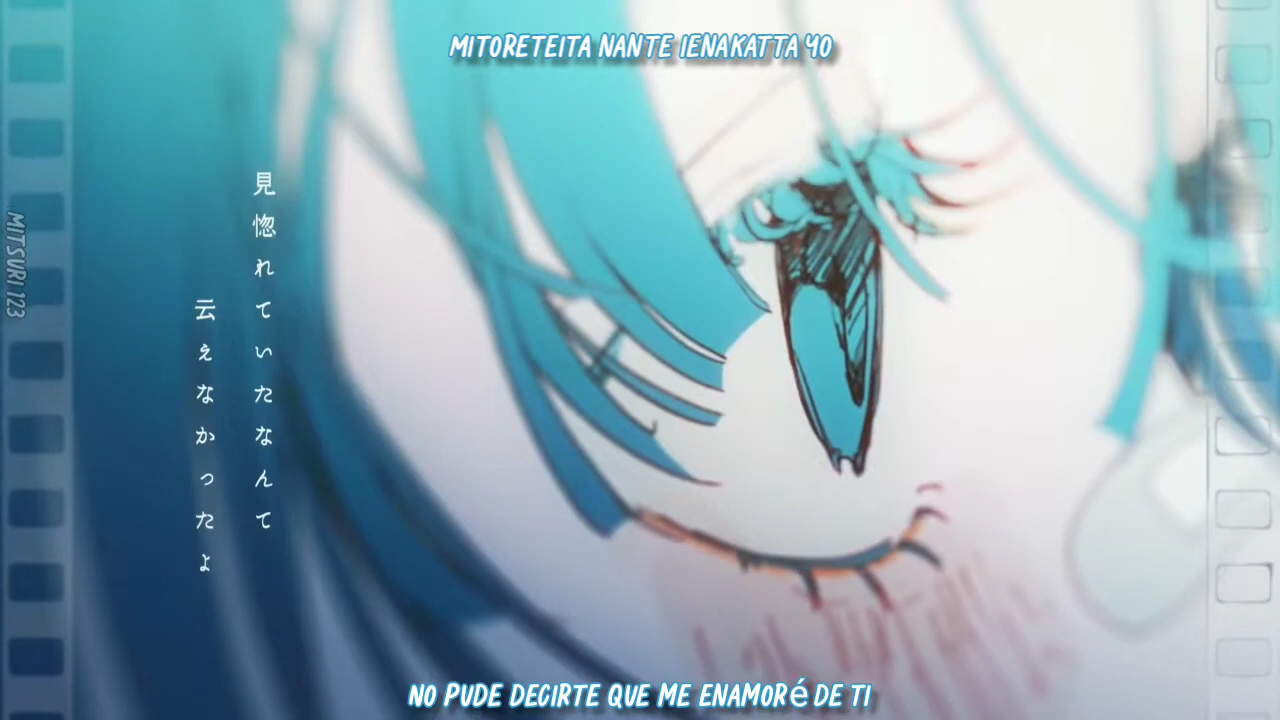 MITORETEITA NANTE IENAKATTA YO
見惚れていたなんて
云えなかったよ
MITSURI 123
NO PUDE DECIRTE QUE ME ENAMORé DE TI